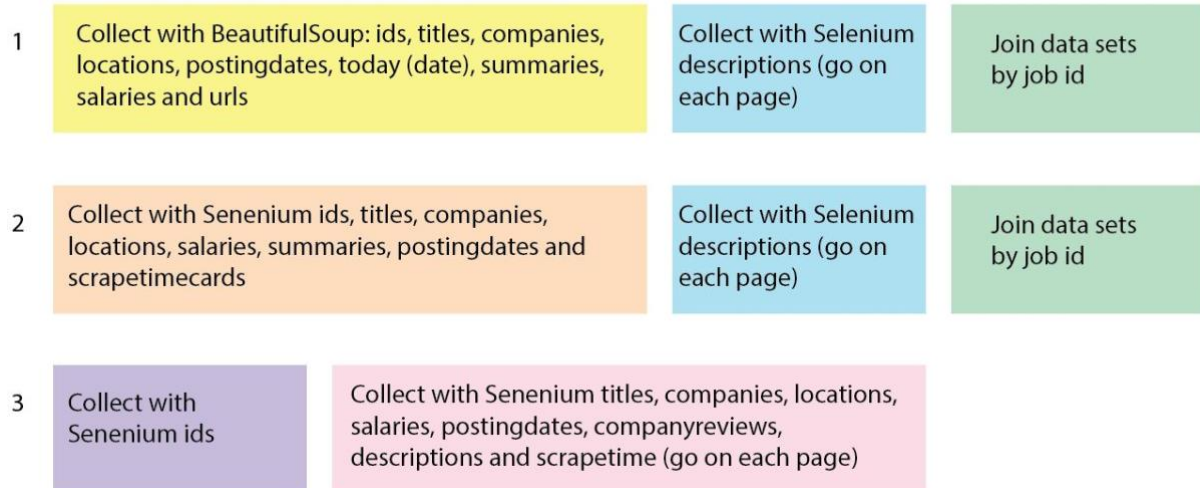 1
Collect with BeautifulSoup: ids, titles, companies,
locations, postingdates, today (date), summaries,
salaries and urls
Collect with Selenium
descriptions (go on
each page)
Join data sets
by job id
2
Collect with Senenium ids, titles, companies,
locations, salaries, summaries, postingdates and
scrapetimecards
Collect with Selenium
descriptions (go on
each page)
Join data sets
by job id
3
Collect with
Senenium ids
Collect with Senenium titles, companies, locations,
salaries, postingdates, companyreviews,
descriptions and scrapetime (go on each page)